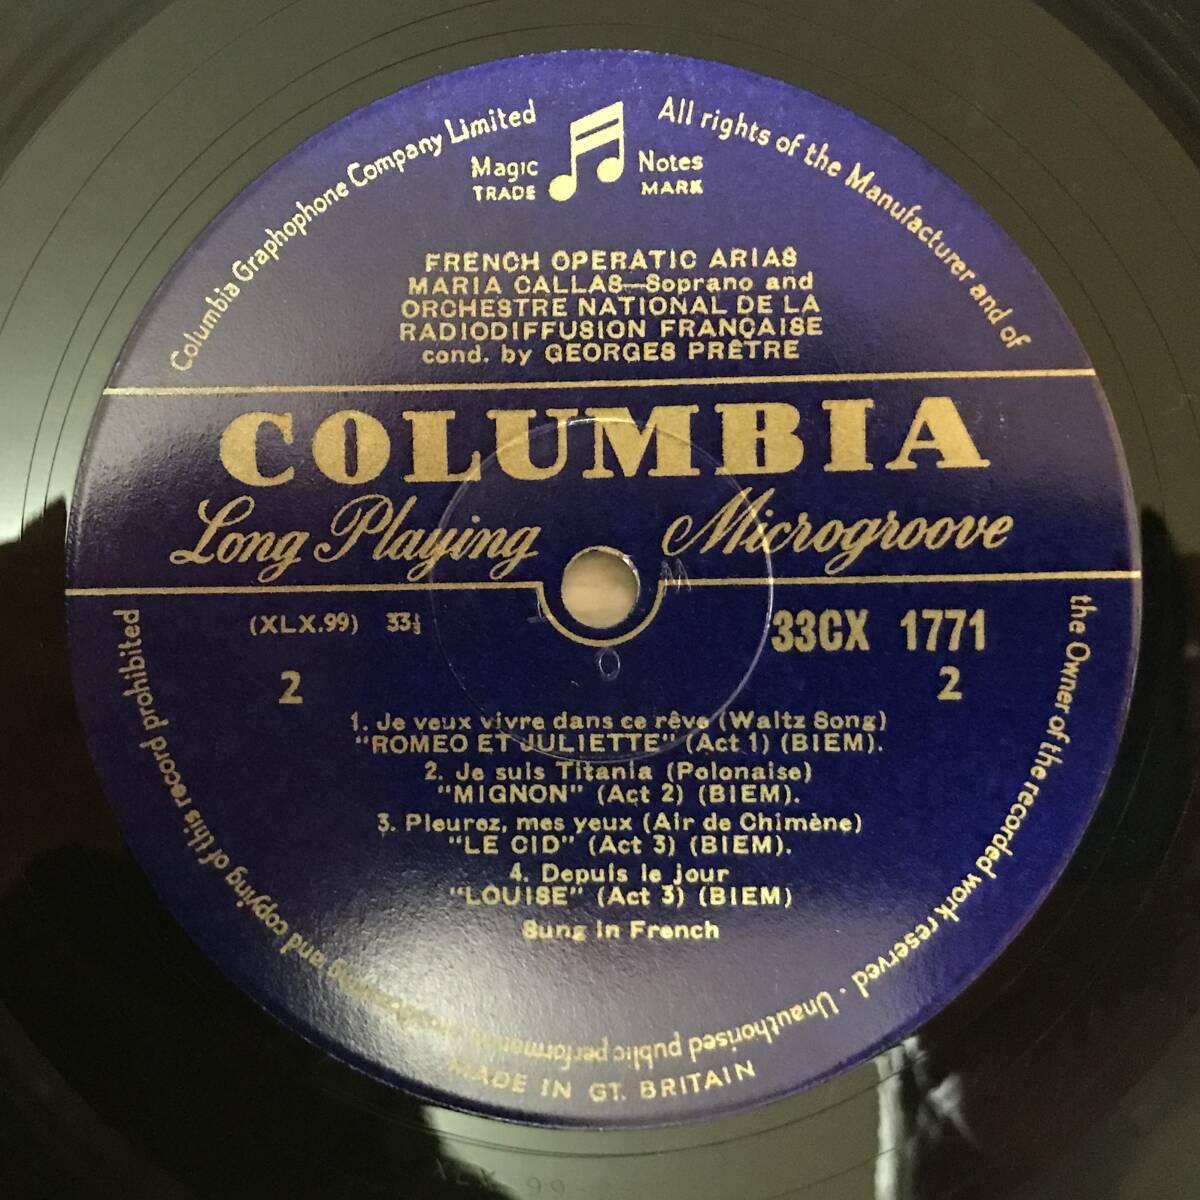 Columbia Graphophone Company Limited
All rights of the Manufacturer and of
the Owner of the recorded work reserved · Unauthorised public performance
and copying of this record prohibited
Magic Notes
TRADE MARK
FRENCH OPERATIC ARIAS
MARIA CALLAS—Soprano and
ORCHESTRE NATIONAL DE LA
RADIODIFFUSION FRANÇAISE
cond. by GEORGES PRÊTRE
COLUMBIA
Long Playing Microgroove
(XLX.99) 33⅓
33CX 1771
2
2
1. Je veux vivre dans ce rêve (Waltz Song)
"ROMEO ET JULIETTE" (Act 1) (BIEM).
2. Je suis Titania (Polonaise)
"MIGNON" (Act 2) (BIEM).
3. Pleurez, mes yeux (Air de Chimène)
"LE CID" (Act 3) (BIEM).
4. Depuis le jour
"LOUISE" (Act 3) (BIEM)
Sung in French
MADE IN GT. BRITAIN
XLX 99